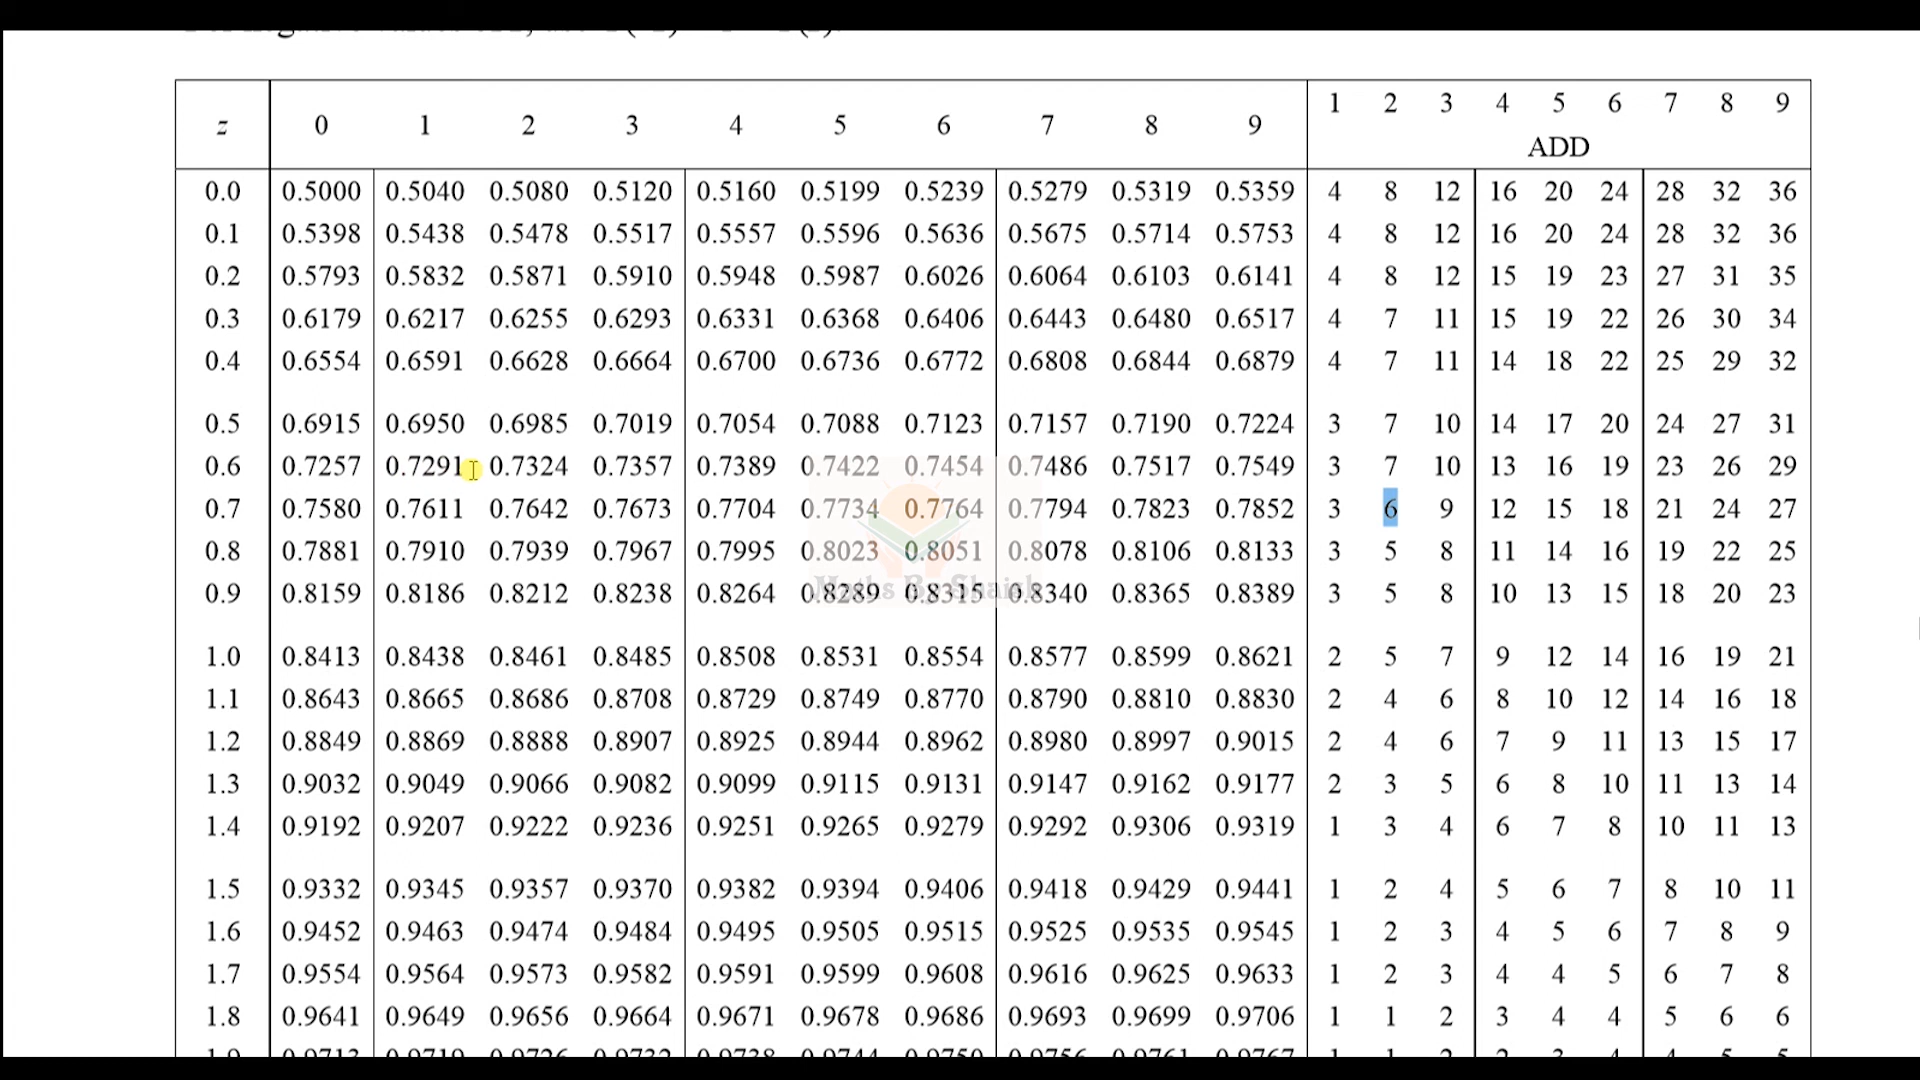 z 0 1 2 3 4 5 6 7 8 9 1 2 3 4 5 6 7 8 9
ADD
0.0 0.5000 0.5040 0.5080 0.5120 0.5160 0.5199 0.5239 0.5279 0.5319 0.5359 4 8 12 16 20 24 28 32 36
0.1 0.5398 0.5438 0.5478 0.5517 0.5557 0.5596 0.5636 0.5675 0.5714 0.5753 4 8 12 16 20 24 28 32 36
0.2 0.5793 0.5832 0.5871 0.5910 0.5948 0.5987 0.6026 0.6064 0.6103 0.6141 4 8 12 15 19 23 27 31 35
0.3 0.6179 0.6217 0.6255 0.6293 0.6331 0.6368 0.6406 0.6443 0.6480 0.6517 4 7 11 15 19 22 26 30 34
0.4 0.6554 0.6591 0.6628 0.6664 0.6700 0.6736 0.6772 0.6808 0.6844 0.6879 4 7 11 14 18 22 25 29 32
0.5 0.6915 0.6950 0.6985 0.7019 0.7054 0.7088 0.7123 0.7157 0.7190 0.7224 3 7 10 14 17 20 24 27 31
0.6 0.7257 0.7291 0.7324 0.7357 0.7389 0.7422 0.7454 0.7486 0.7517 0.7549 3 7 10 13 16 19 23 26 29
0.7 0.7580 0.7611 0.7642 0.7673 0.7704 0.7734 0.7764 0.7794 0.7823 0.7852 3 6 9 12 15 18 21 24 27
0.8 0.7881 0.7910 0.7939 0.7967 0.7995 0.8023 0.8051 0.8078 0.8106 0.8133 3 5 8 11 14 16 19 22 25
Maths By Shaikh
0.9 0.8159 0.8186 0.8212 0.8238 0.8264 0.8289 0.8315 0.8340 0.8365 0.8389 3 5 8 10 13 15 18 20 23
1.0 0.8413 0.8438 0.8461 0.8485 0.8508 0.8531 0.8554 0.8577 0.8599 0.8621 2 5 7 9 12 14 16 19 21
1.1 0.8643 0.8665 0.8686 0.8708 0.8729 0.8749 0.8770 0.8790 0.8810 0.8830 2 4 6 8 10 12 14 16 18
1.2 0.8849 0.8869 0.8888 0.8907 0.8925 0.8944 0.8962 0.8980 0.8997 0.9015 2 4 6 7 9 11 13 15 17
1.3 0.9032 0.9049 0.9066 0.9082 0.9099 0.9115 0.9131 0.9147 0.9162 0.9177 2 3 5 6 8 10 11 13 14
1.4 0.9192 0.9207 0.9222 0.9236 0.9251 0.9265 0.9279 0.9292 0.9306 0.9319 1 3 4 6 7 8 10 11 13
1.5 0.9332 0.9345 0.9357 0.9370 0.9382 0.9394 0.9406 0.9418 0.9429 0.9441 1 2 4 5 6 7 8 10 11
1.6 0.9452 0.9463 0.9474 0.9484 0.9495 0.9505 0.9515 0.9525 0.9535 0.9545 1 2 3 4 5 6 7 8 9
1.7 0.9554 0.9564 0.9573 0.9582 0.9591 0.9599 0.9608 0.9616 0.9625 0.9633 1 2 3 4 4 5 6 7 8
1.8 0.9641 0.9649 0.9656 0.9664 0.9671 0.9678 0.9686 0.9693 0.9699 0.9706 1 1 2 3 4 4 5 6 6